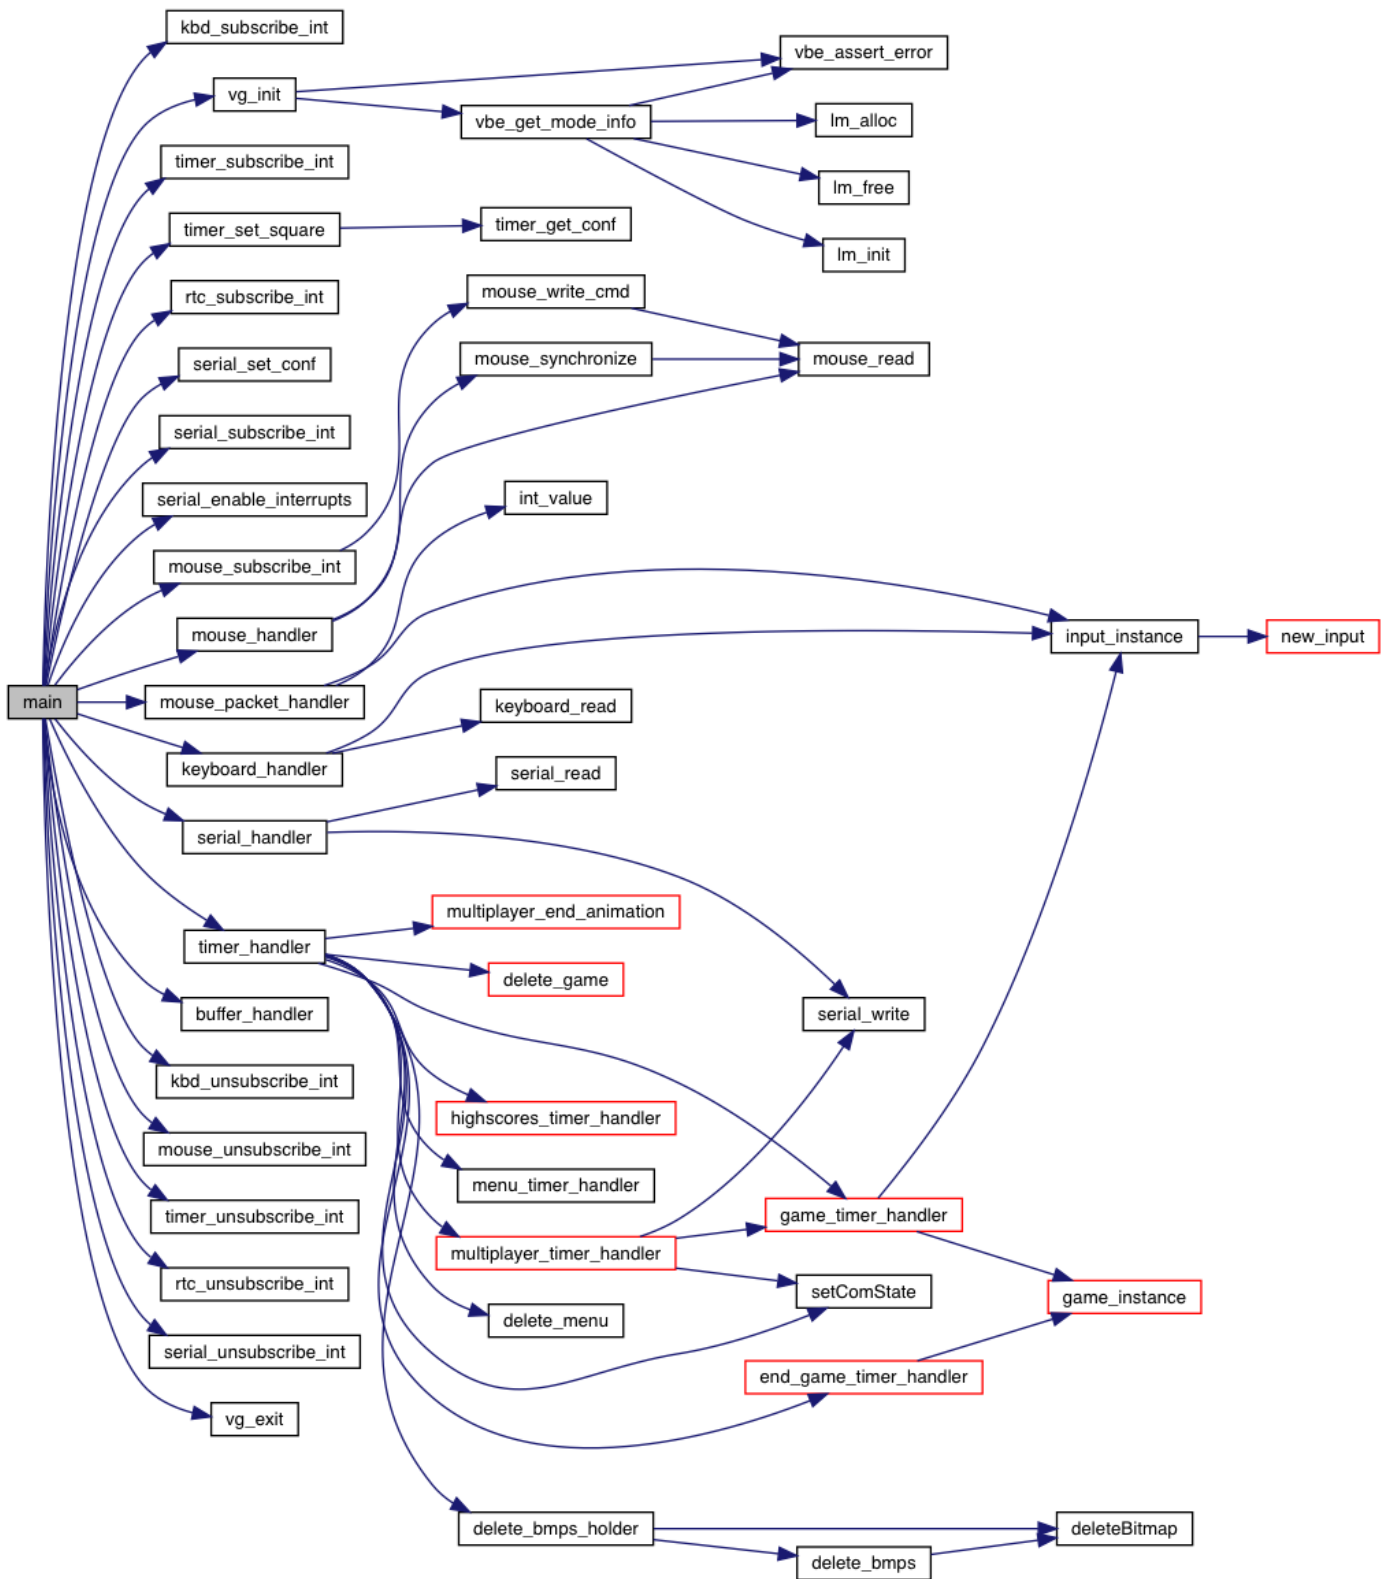 kbd_subscribe_int
vg_init
vbe_assert_error
vbe_get_mode_info
lm_alloc
timer_subscribe_int
lm_free
timer_set_square
timer_get_conf
lm_init
rtc_subscribe_int
mouse_write_cmd
serial_set_conf
mouse_synchronize
mouse_read
serial_subscribe_int
serial_enable_interrupts
int_value
mouse_subscribe_int
mouse_handler
input_instance
new_input
main
mouse_packet_handler
keyboard_read
keyboard_handler
serial_read
serial_handler
multiplayer_end_animation
timer_handler
delete_game
buffer_handler
serial_write
kbd_unsubscribe_int
highscores_timer_handler
mouse_unsubscribe_int
menu_timer_handler
timer_unsubscribe_int
game_timer_handler
multiplayer_timer_handler
rtc_unsubscribe_int
setComState
game_instance
delete_menu
serial_unsubscribe_int
end_game_timer_handler
vg_exit
delete_bmps_holder
deleteBitmap
delete_bmps